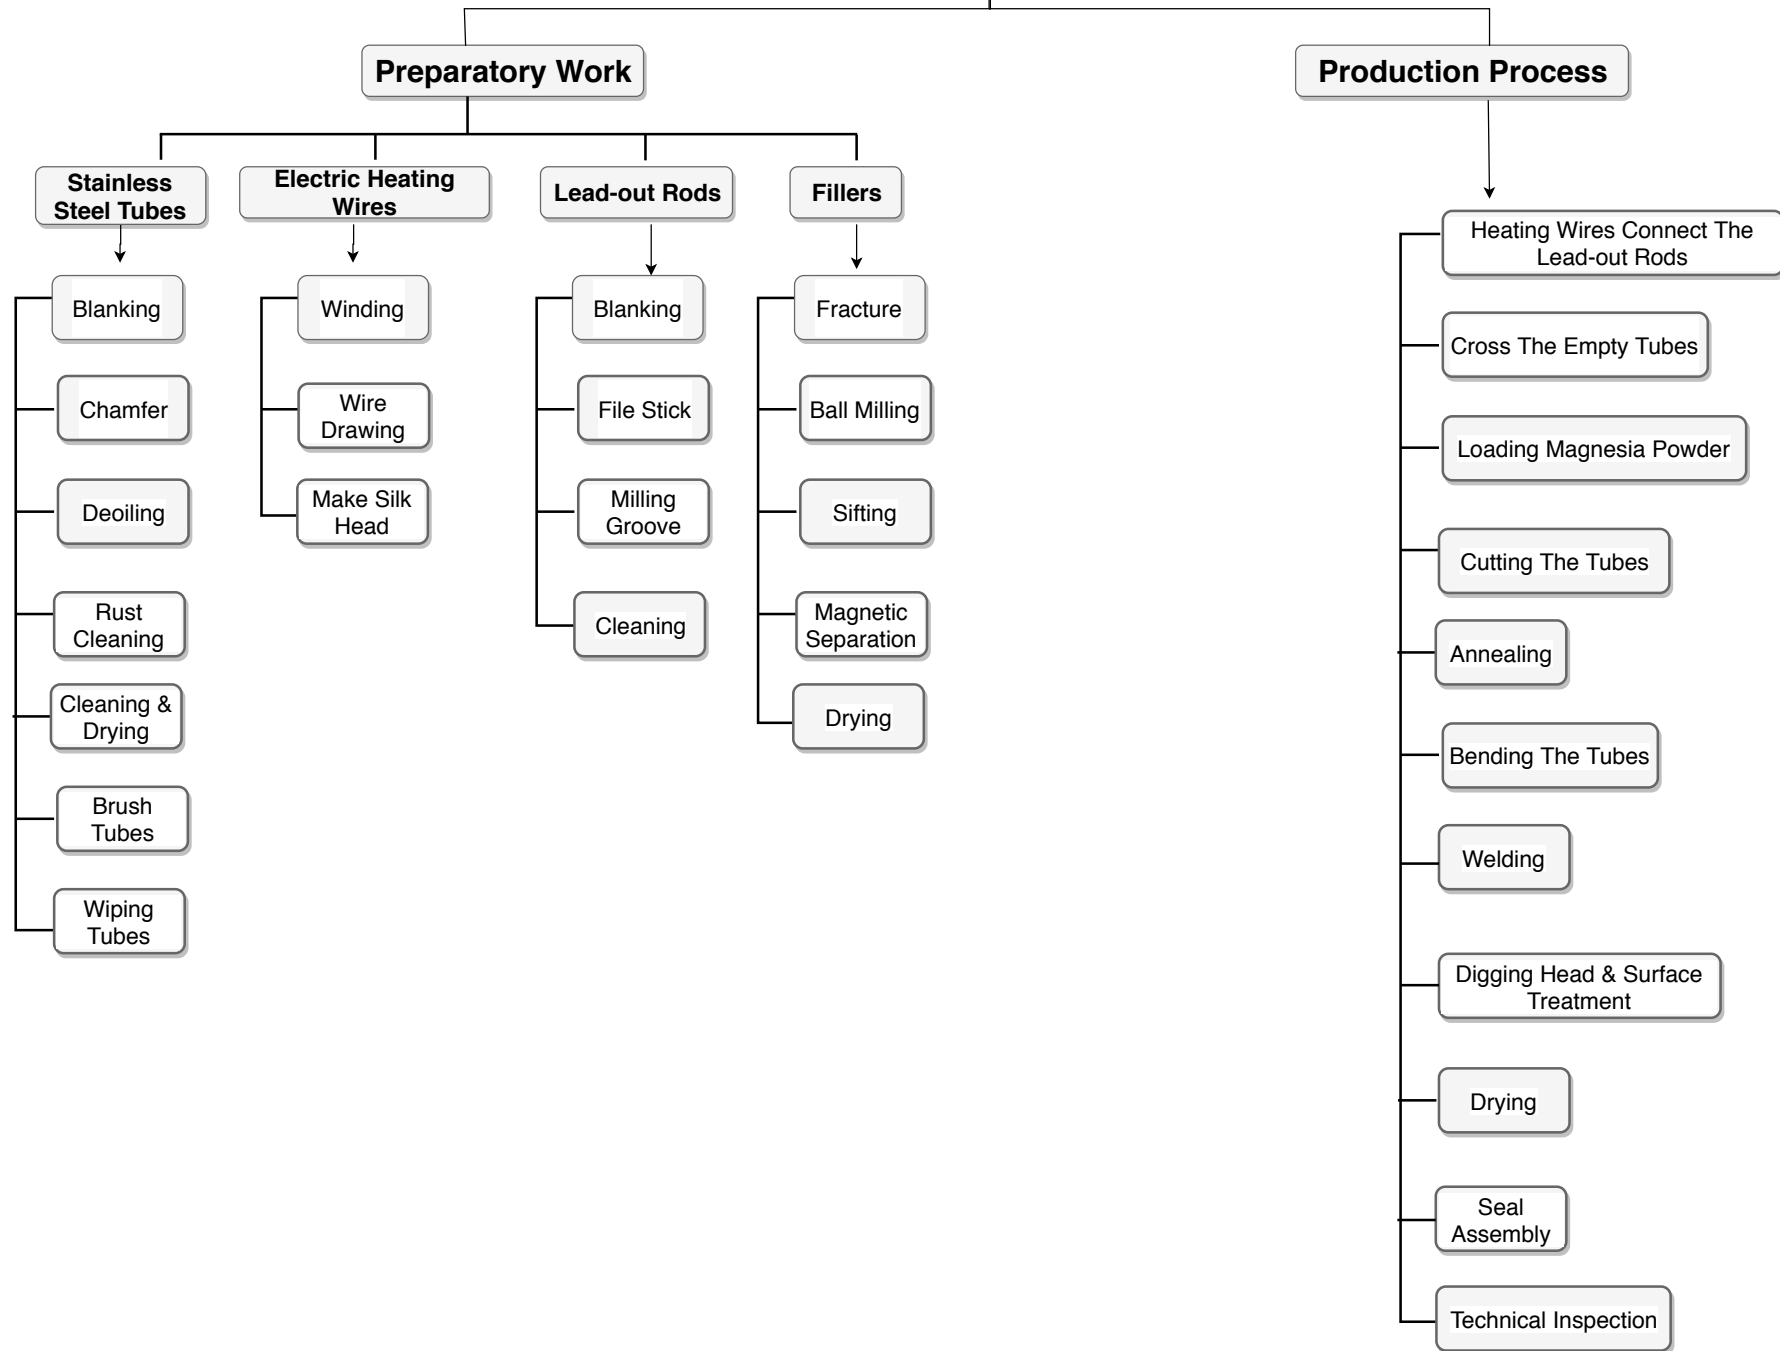 Preparatory Work
Production Process
Stainless
Steel Tubes
Electric Heating
Wires
Lead-out Rods
Fillers
Blanking
Chamfer
Deoiling
Rust
Cleaning
Cleaning &
Drying
Brush
Tubes
Wiping
Tubes
Winding
Wire
Drawing
Make Silk
Head
Blanking
File Stick
Milling
Groove
Cleaning
Fracture
Ball Milling
Sifting
Magnetic
Separation
Drying
Heating Wires Connect The
Lead-out Rods
Cross The Empty Tubes
Loading Magnesia Powder
Cutting The Tubes
Annealing
Bending The Tubes
Welding
Digging Head & Surface
Treatment
Drying
Seal
Assembly
Technical Inspection